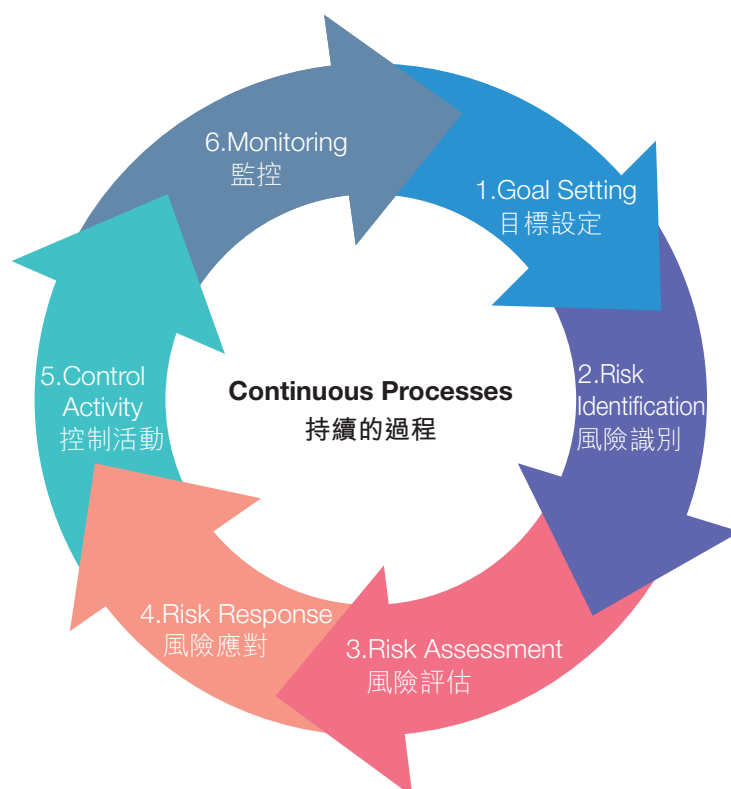 Continuous Processes
持續的過程
1.Goal Setting
目標設定
2.Risk
Identification
風險識別
3.Risk Assessment
風險評估
4.Risk Response
風險應對
5.Control
Activity
控制活動
6.Monitoring
監控